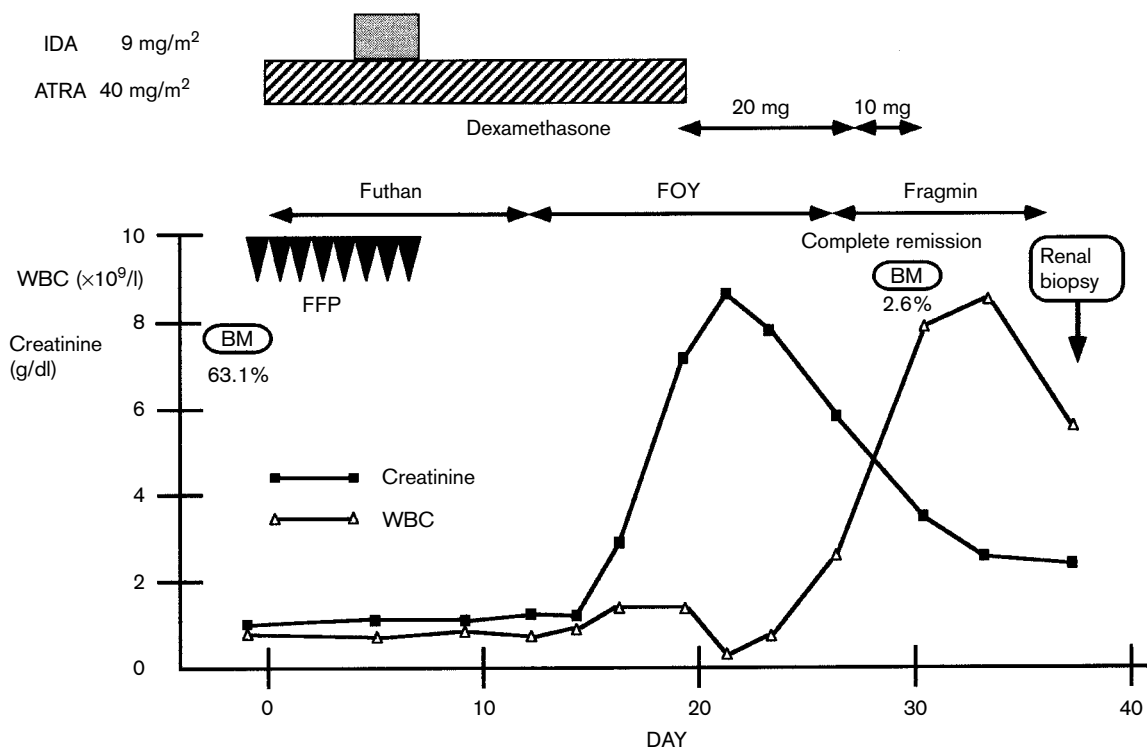 IDA 9 mg/m²
ATRA 40 mg/m²
Dexamethasone
20 mg
10 mg
Futhan
FOY
Fragmin
10
WBC (×10⁹/l)
FFP
Complete remission
BM
2.6%
Renal
biopsy
8
Creatinine
(g/dl)
BM
63.1%
6
Creatinine
4
WBC
2
0
0 10 20 30 40
DAY